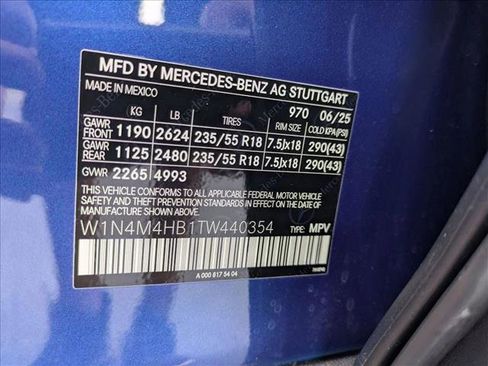 MFD BY MERCEDES-BENZ AG STUTTGART
MADE IN MEXICO 970 06/25
KG LB TIRES RIM SIZE COLD KPA(PSI)
GAWR FRONT 1190 2624 235/55 R18 7.5Jx18 290(43)
GAWR REAR 1125 2480 235/55 R18 7.5Jx18 290(43)
GVWR 2265 4993
THIS VEHICLE CONFORMS TO ALL APPLICABLE FEDERAL MOTOR VEHICLE
SAFETY AND THEFT PREVENTION STANDARDS IN EFFECT ON THE DATE
OF MANUFACTURE SHOWN ABOVE.
W1N4M4HB1TW440354 TYPE: MPV
A 000 817 54 04